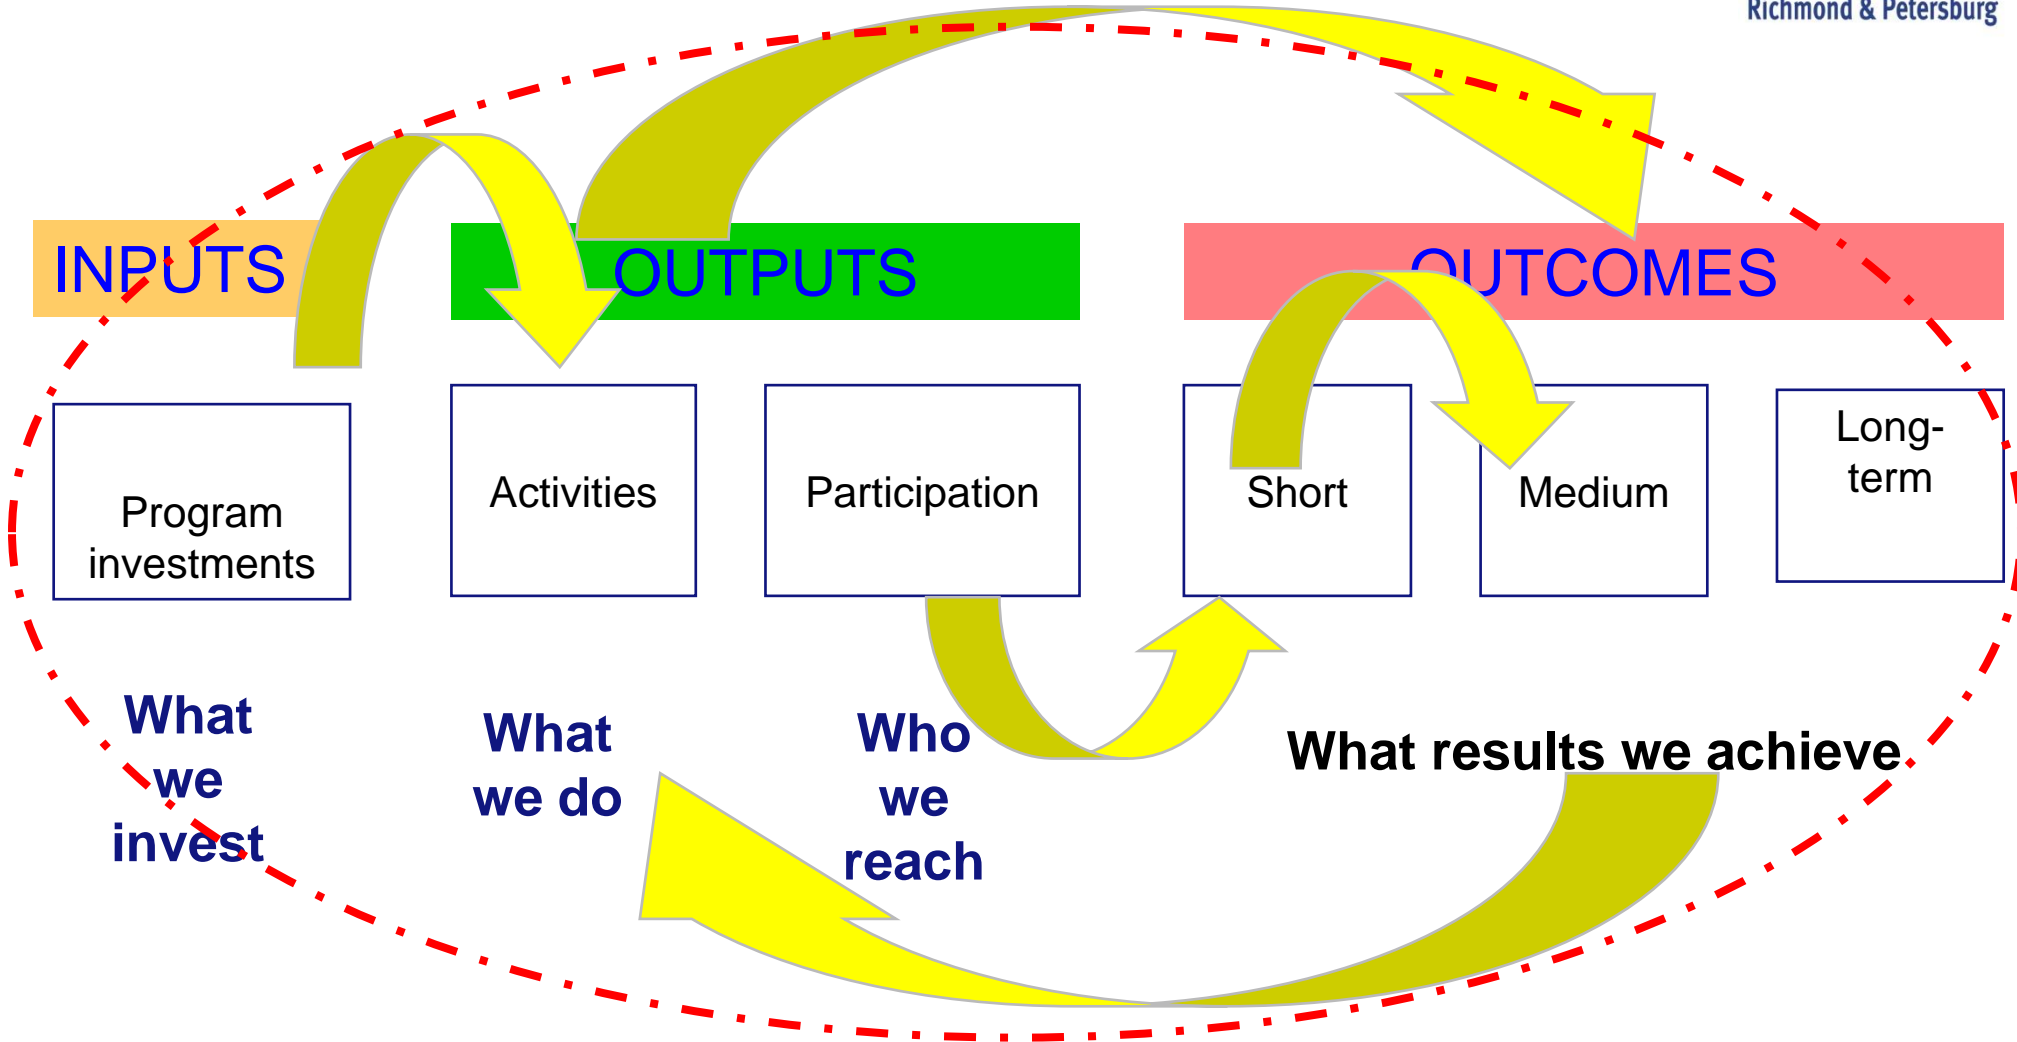 Richmond & Petersburg
INPUTS
OUTPUTS
OUTCOMES
Program
investments
Activities
Participation
Short
Medium
Long-
term
What
we
invest
What
we do
Who
we
reach
What results we achieve